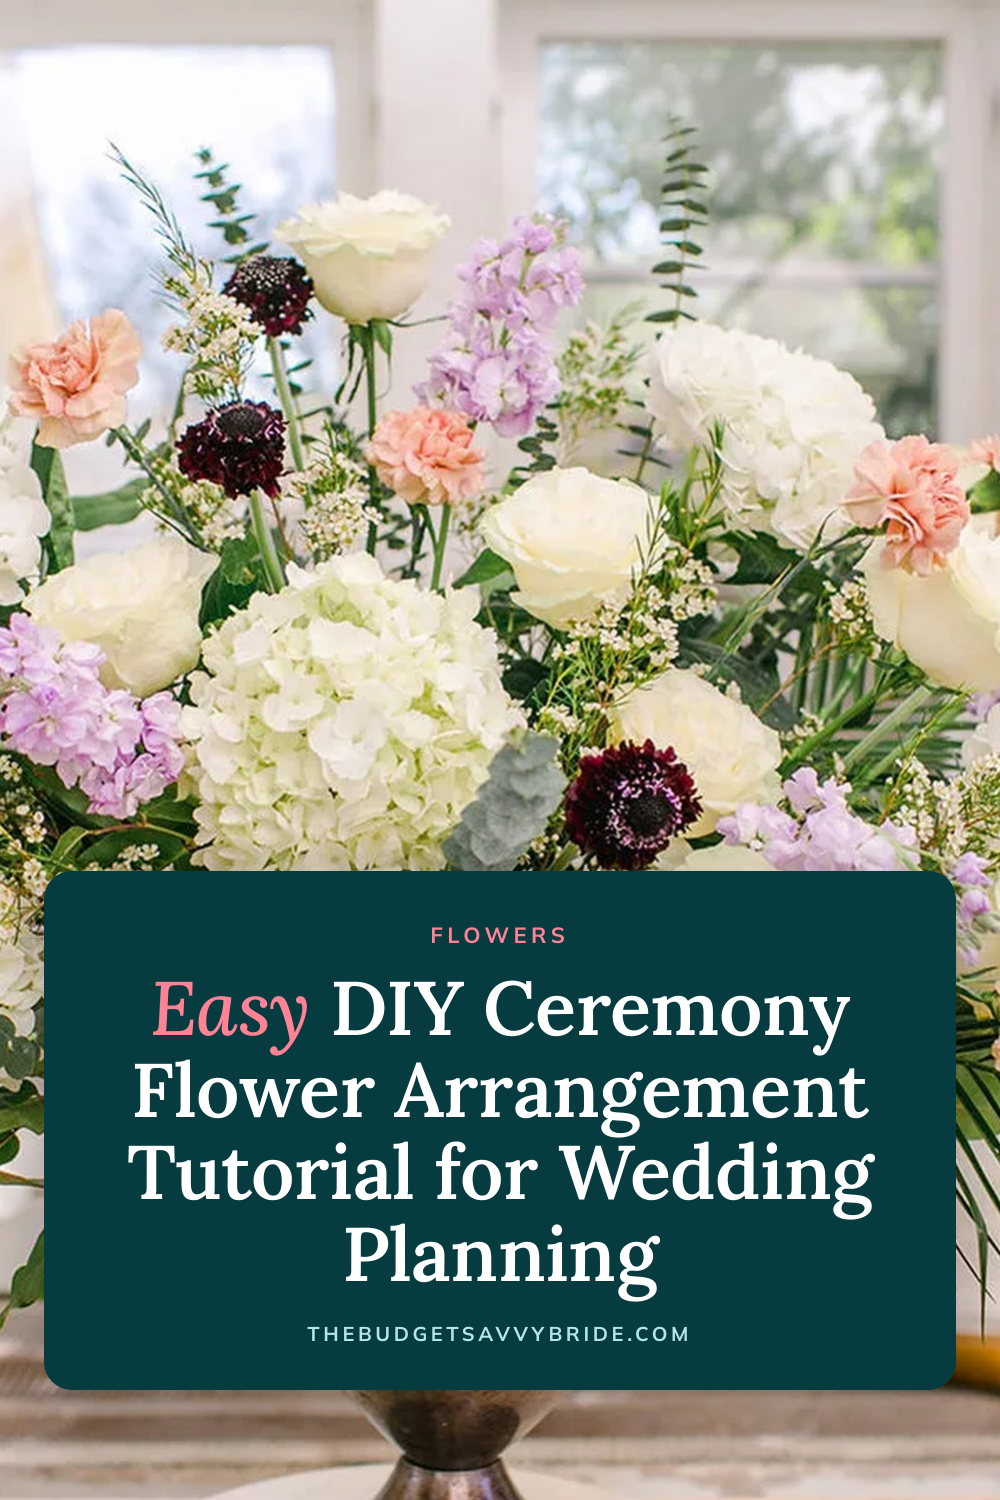 FLOWERS
Easy DIY Ceremony
Flower Arrangement
Tutorial for Wedding
Planning
THEBUDGETSAVVYBRIDE.COM